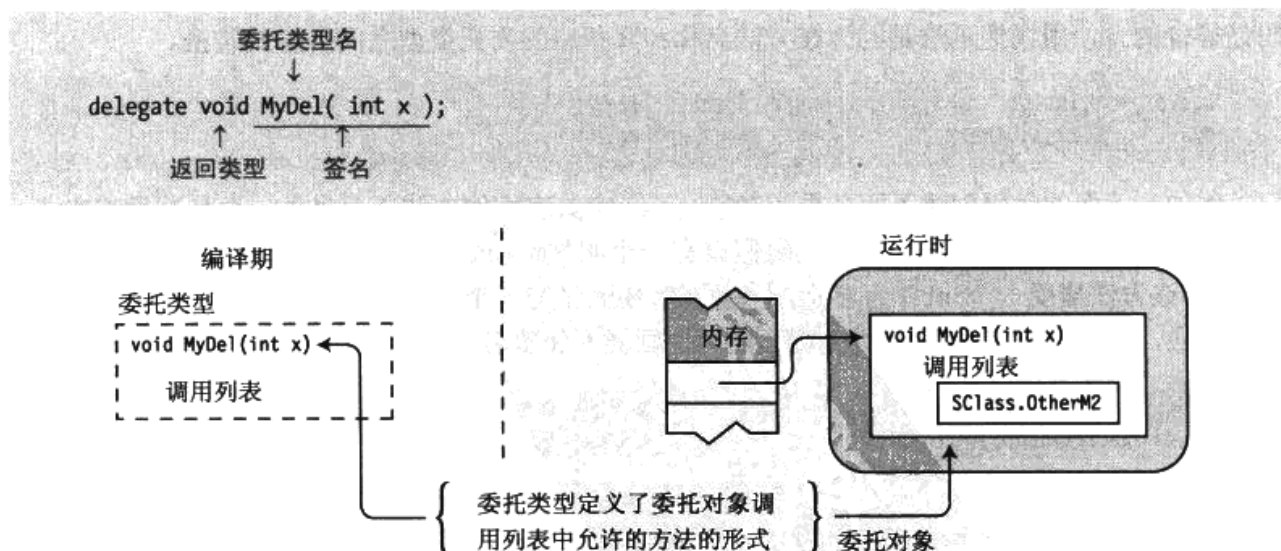 委托类型名
delegate void MyDel( int x );
返回类型 签名
编译期
运行时
委托类型
void MyDel(int x)
调用列表
内存
void MyDel(int x)
调用列表
SClass.OtherM2
委托类型定义了委托对象调
用列表中允许的方法的形式
委托对象